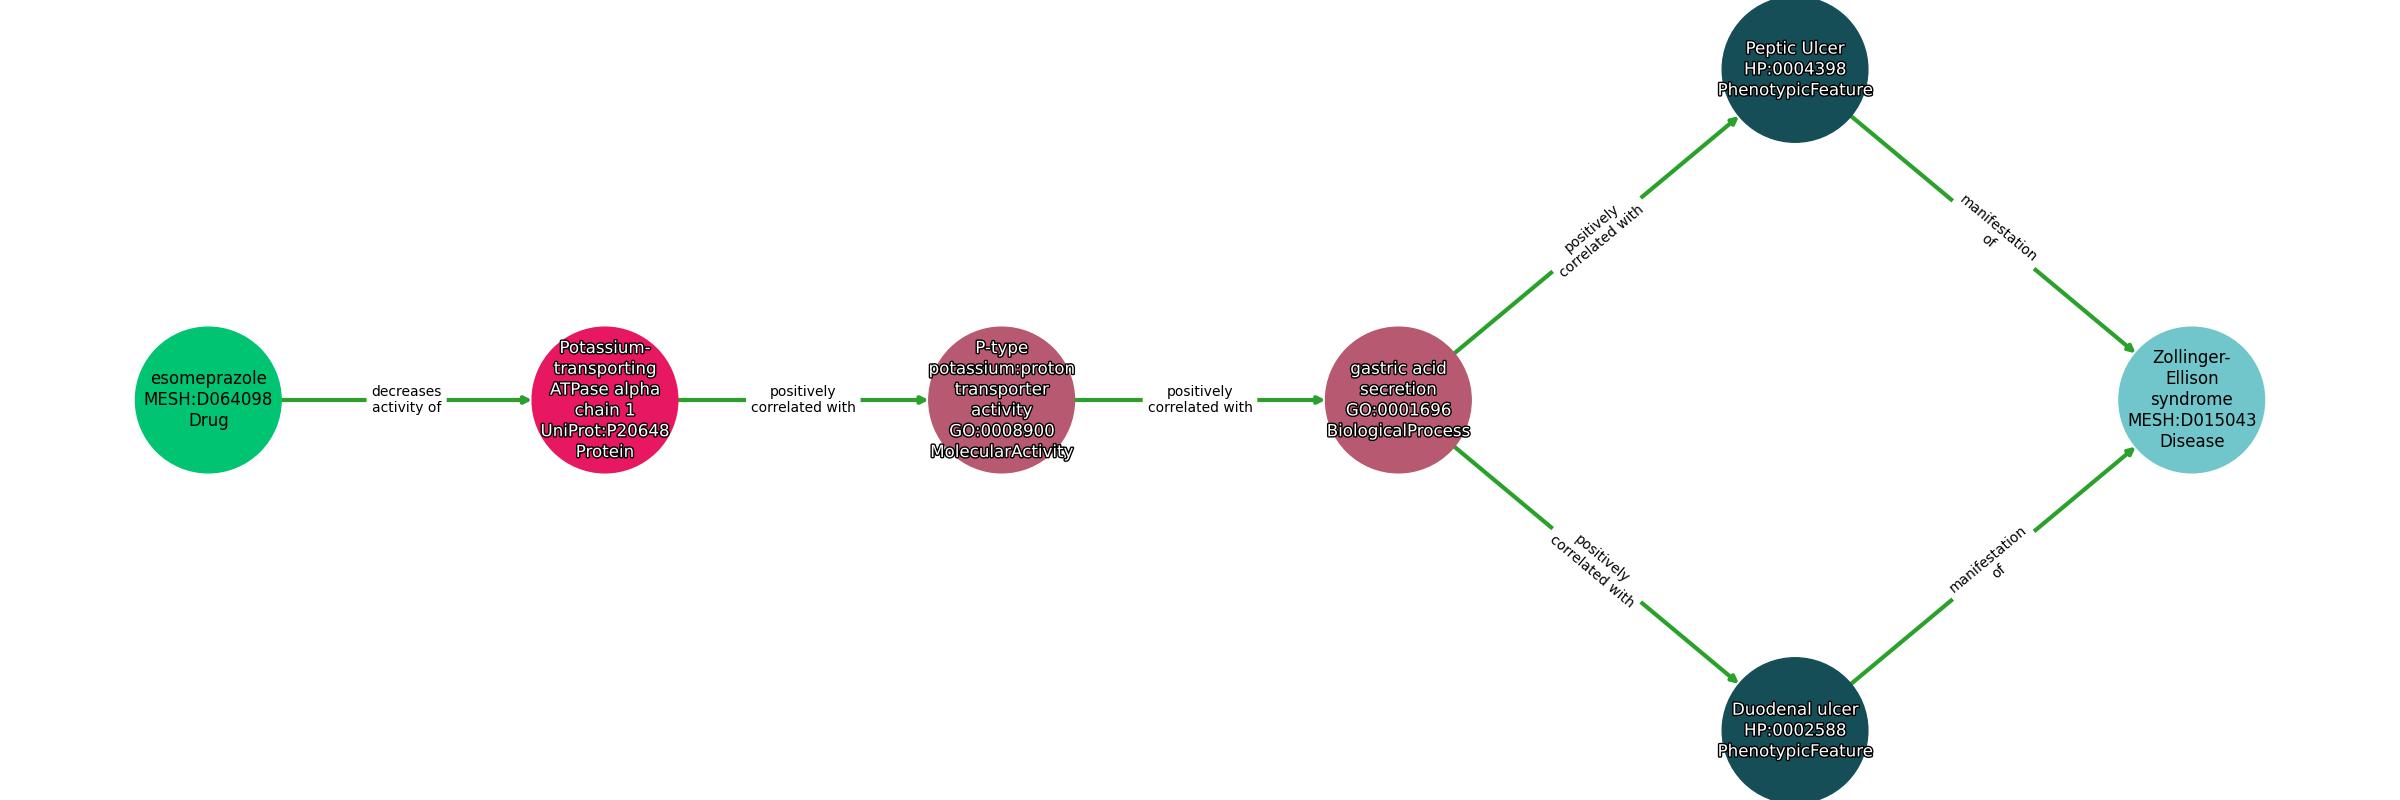 esomeprazole
MESH:D064098
Drug
decreases
activity of
Potassium-
transporting
ATPase alpha
chain 1
UniProt:P20648
Protein
positively
correlated with
P-type
potassium:proton
transporter
activity
GO:0008900
MolecularActivity
positively
correlated with
gastric acid
secretion
GO:0001696
BiologicalProcess
positively
correlated with
Peptic Ulcer
HP:0004398
PhenotypicFeature
manifestation
of
positively
correlated with
Duodenal ulcer
HP:0002588
PhenotypicFeature
manifestation
of
Zollinger-
Ellison
syndrome
MESH:D015043
Disease